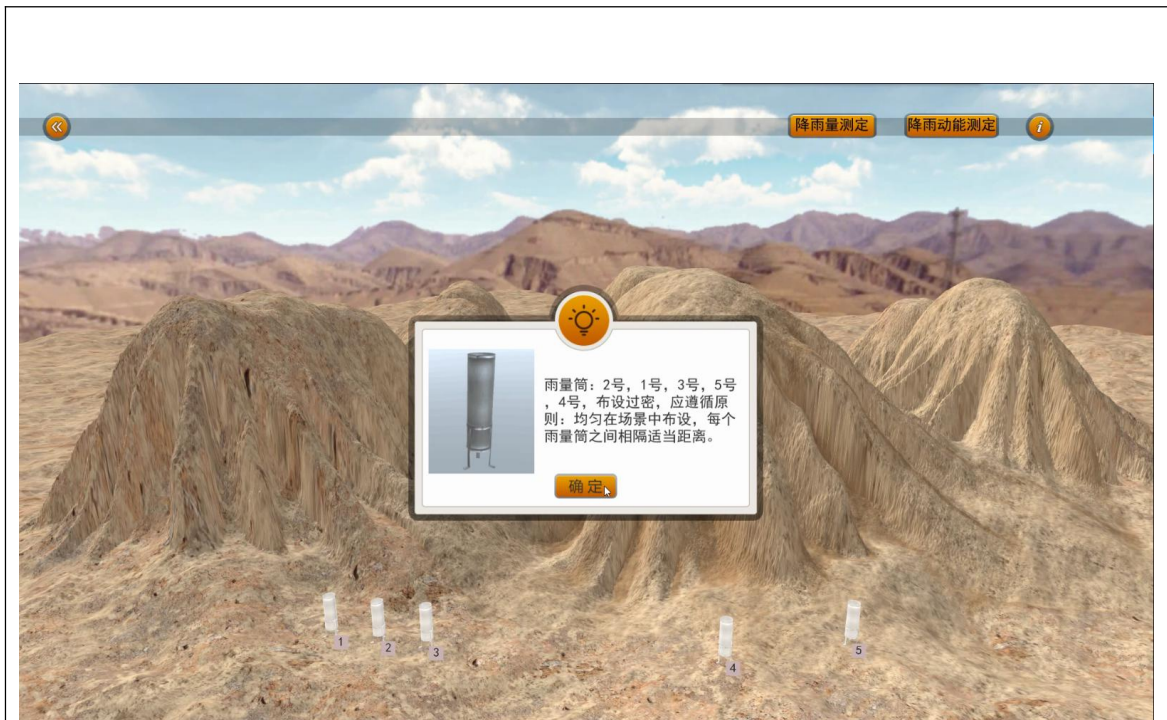 降雨量测定
降雨动能测定
i
雨量筒：2号，1号，3号，5号
，4号，布设过密，应遵循原
则：均匀在场景中布设，每个
雨量筒之间相隔适当距离。
确定
1
2
3
4
5